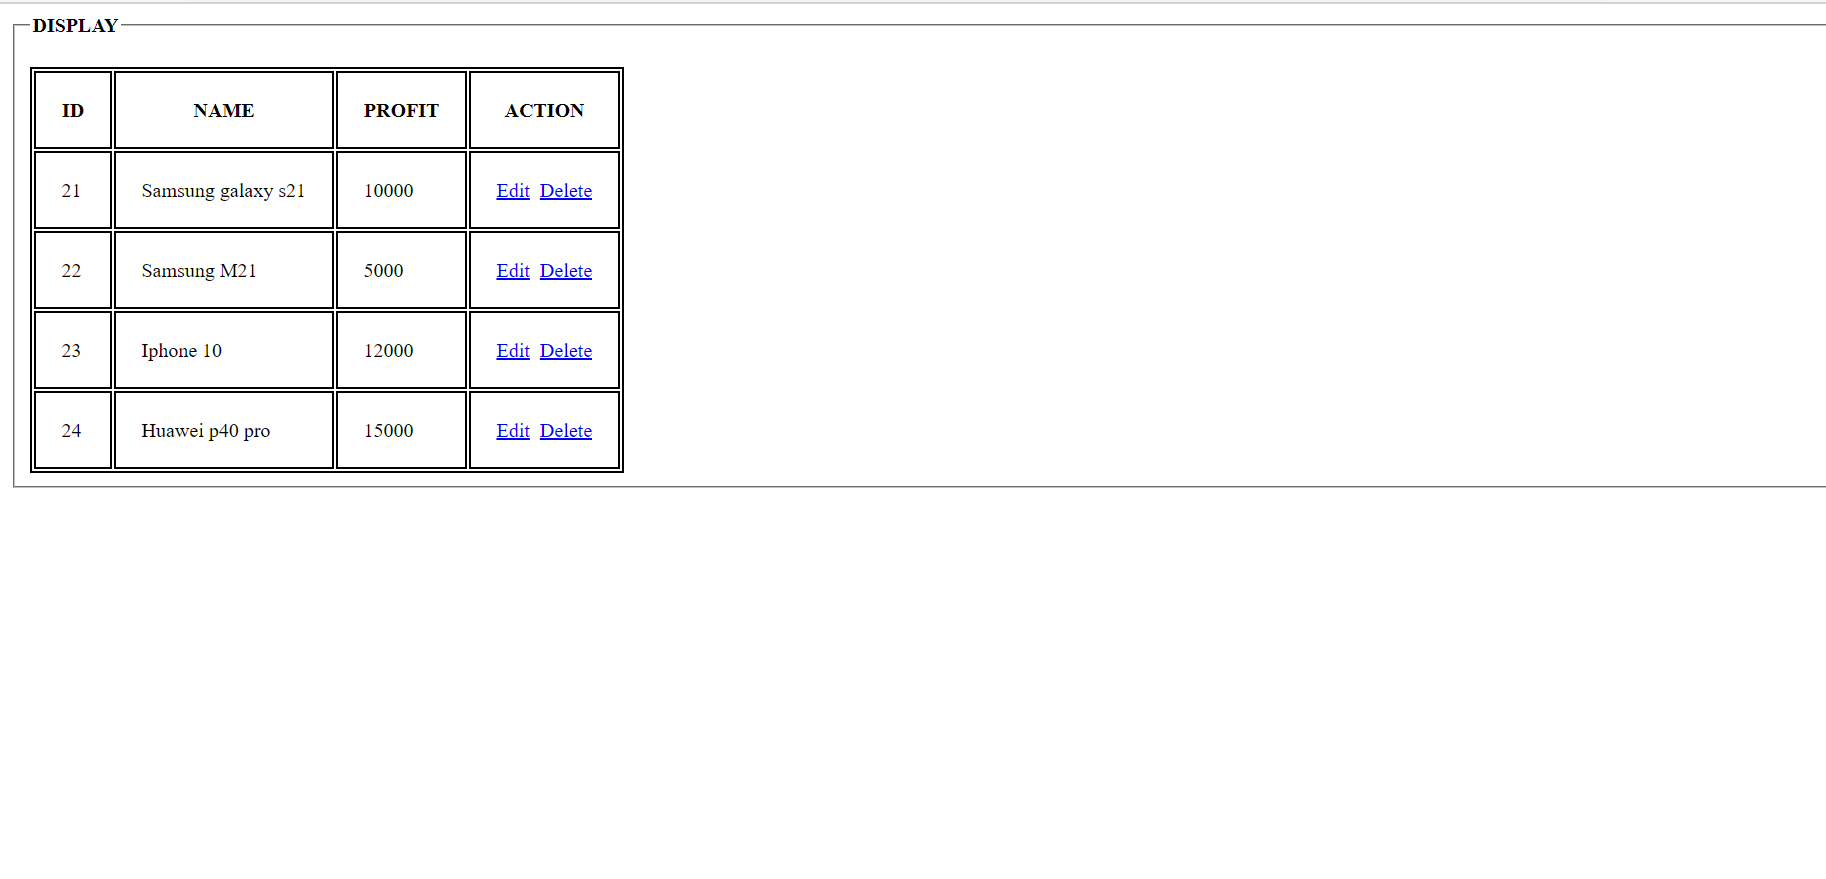 DISPLAY
ID NAME PROFIT ACTION
21 Samsung galaxy s21 10000 Edit Delete
22 Samsung M21 5000 Edit Delete
23 Iphone 10 12000 Edit Delete
24 Huawei p40 pro 15000 Edit Delete